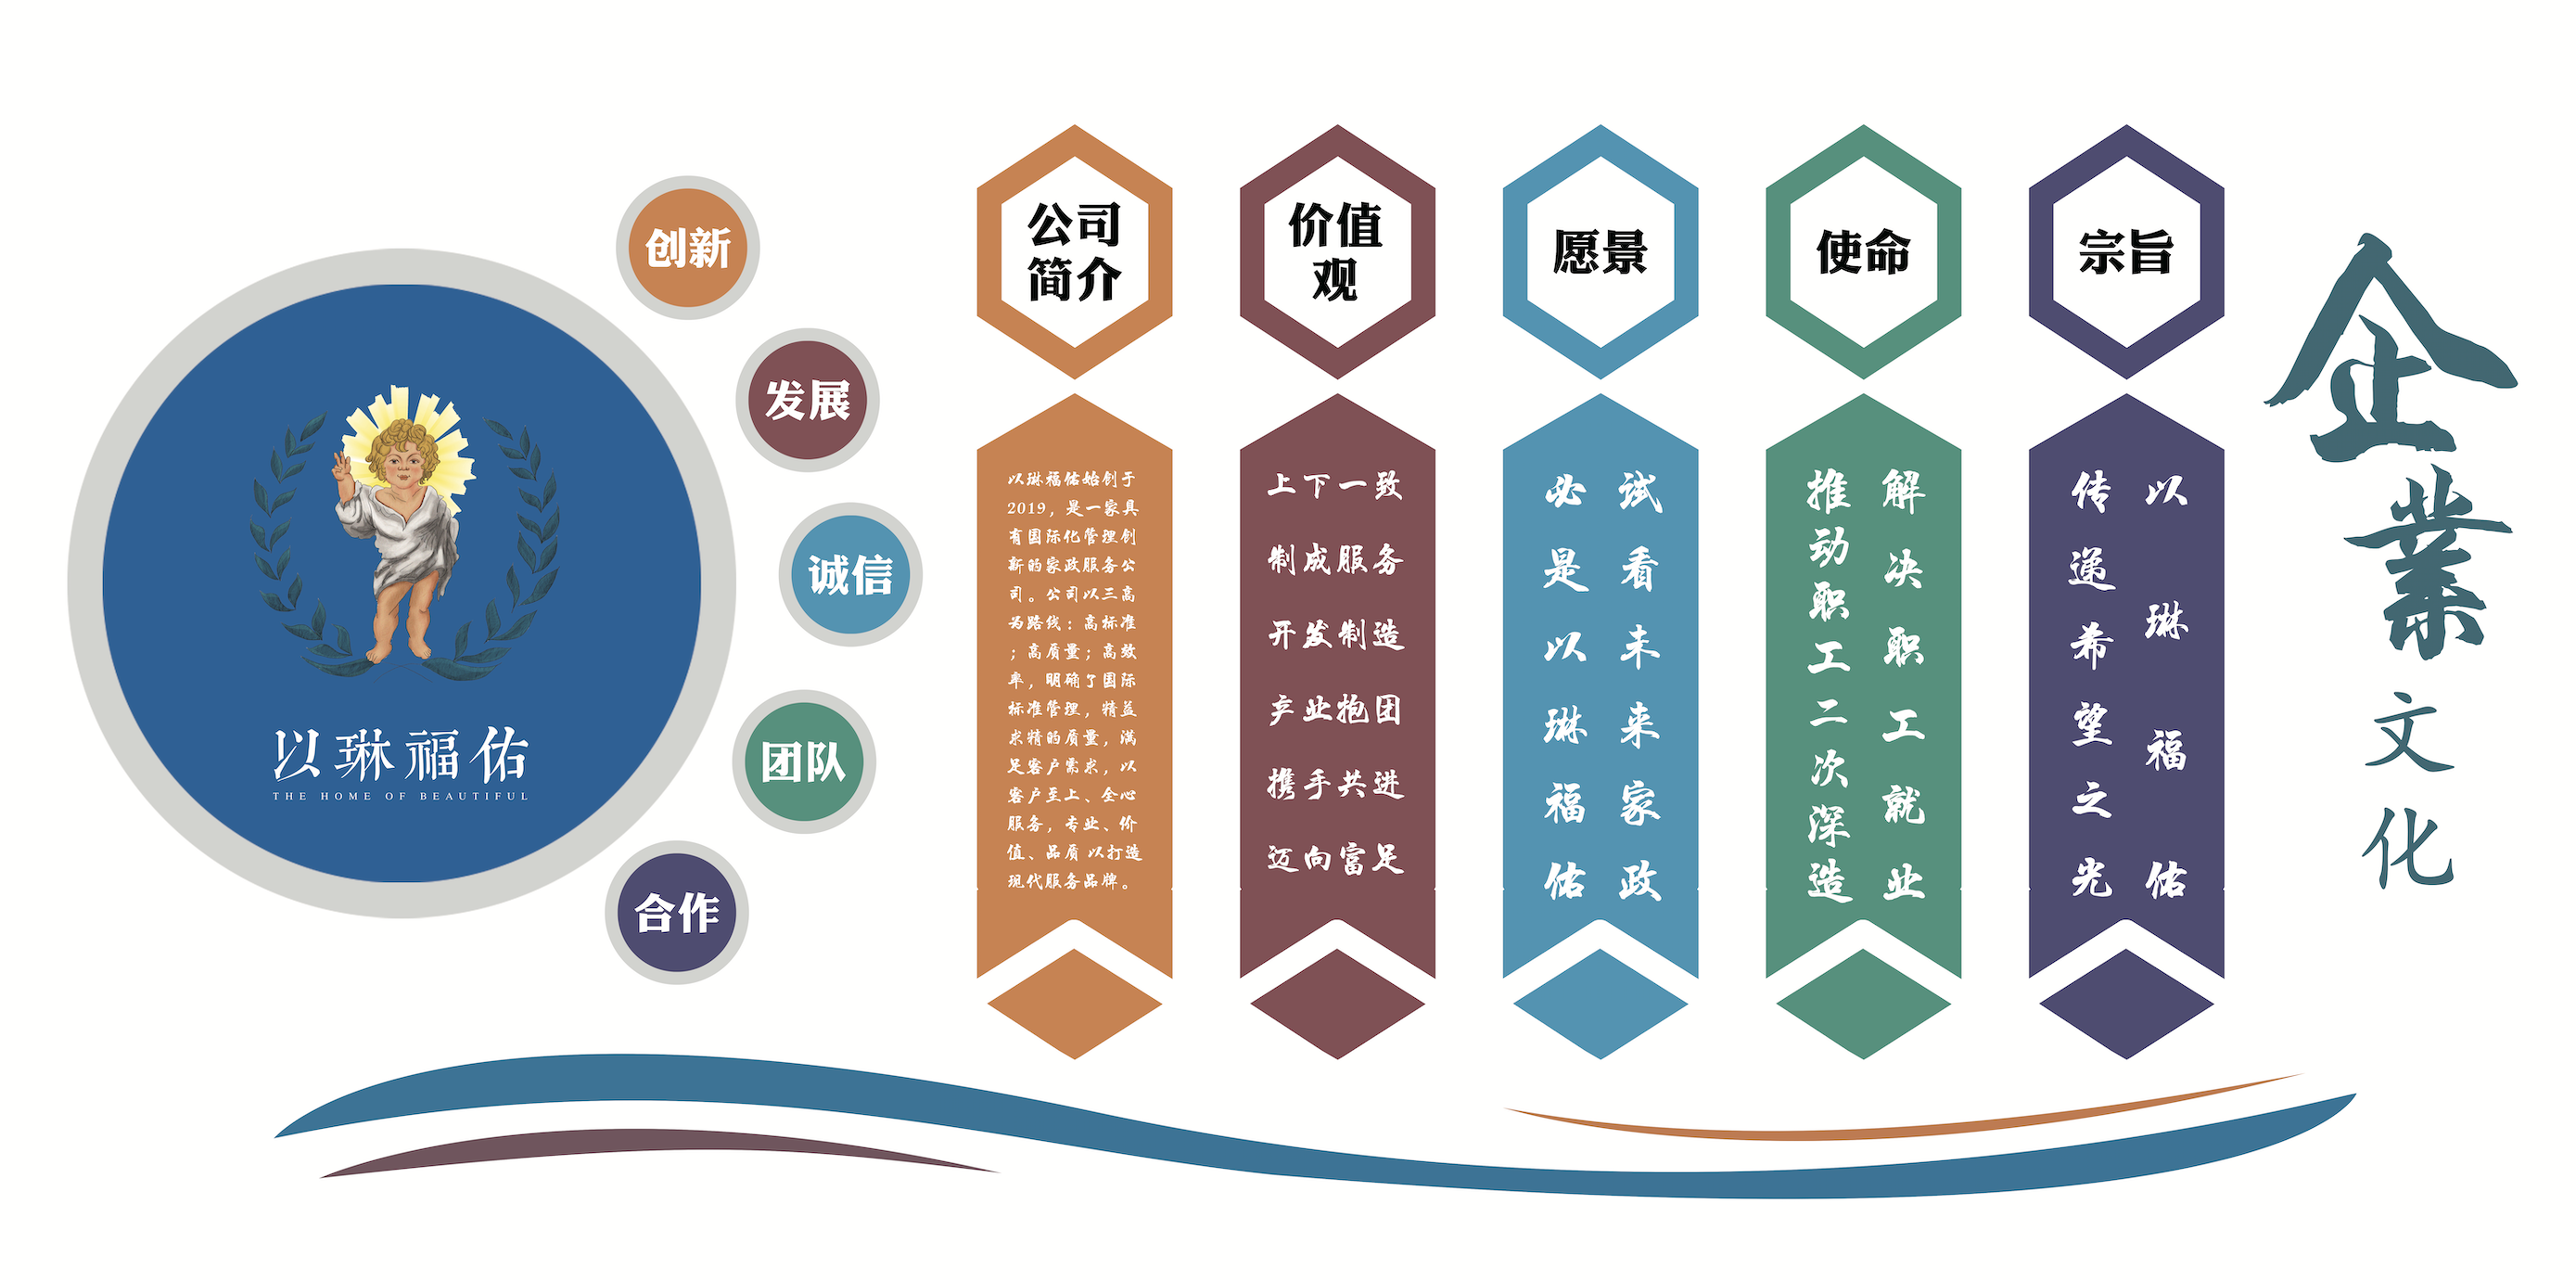 以琳福佑
THE HOME OF BEAUTIFUL
创新
发展
诚信
团队
合作
公司
简介
以琳福佑始创于
2019，是一家具
有国际化管理创
新的家政服务公
司。公司以三高
为路线：高标准
；高质量；高效
率，明确了国际
标准管理，精益
求精的质量，满
足客户需求，以
客户至上、全心
服务，专业、价
值、品质 以打造
现代服务品牌。
价值
观
上下一致
制成服务
开发制造
产业抱团
携手共进
迈向富足
愿景
试看未来家政
必是以琳福佑
使命
解决职工就业
推动职工二次深造
宗旨
以琳福佑
传递希望之光
企業文化